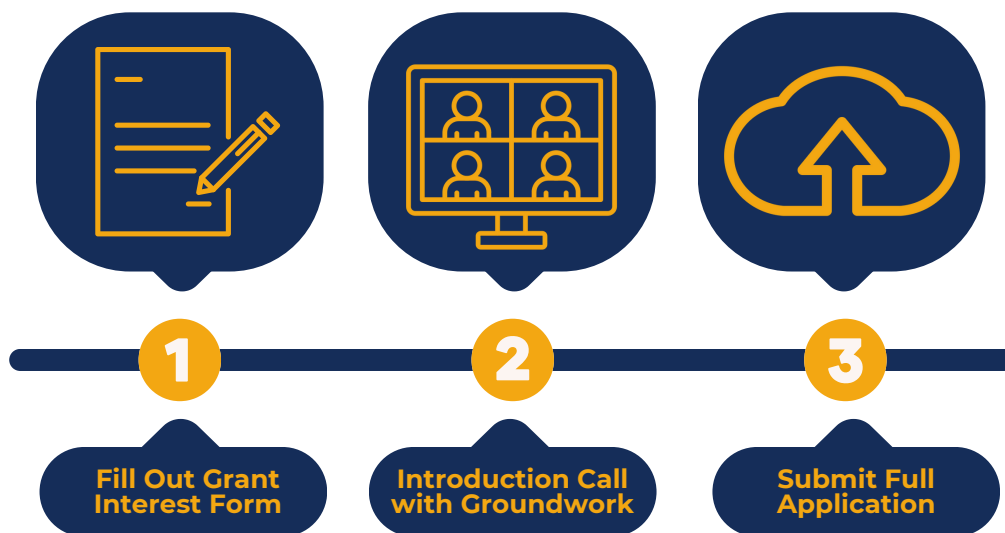 1
2
3
Fill Out Grant
Interest Form
Introduction Call
with Groundwork
Submit Full
Application